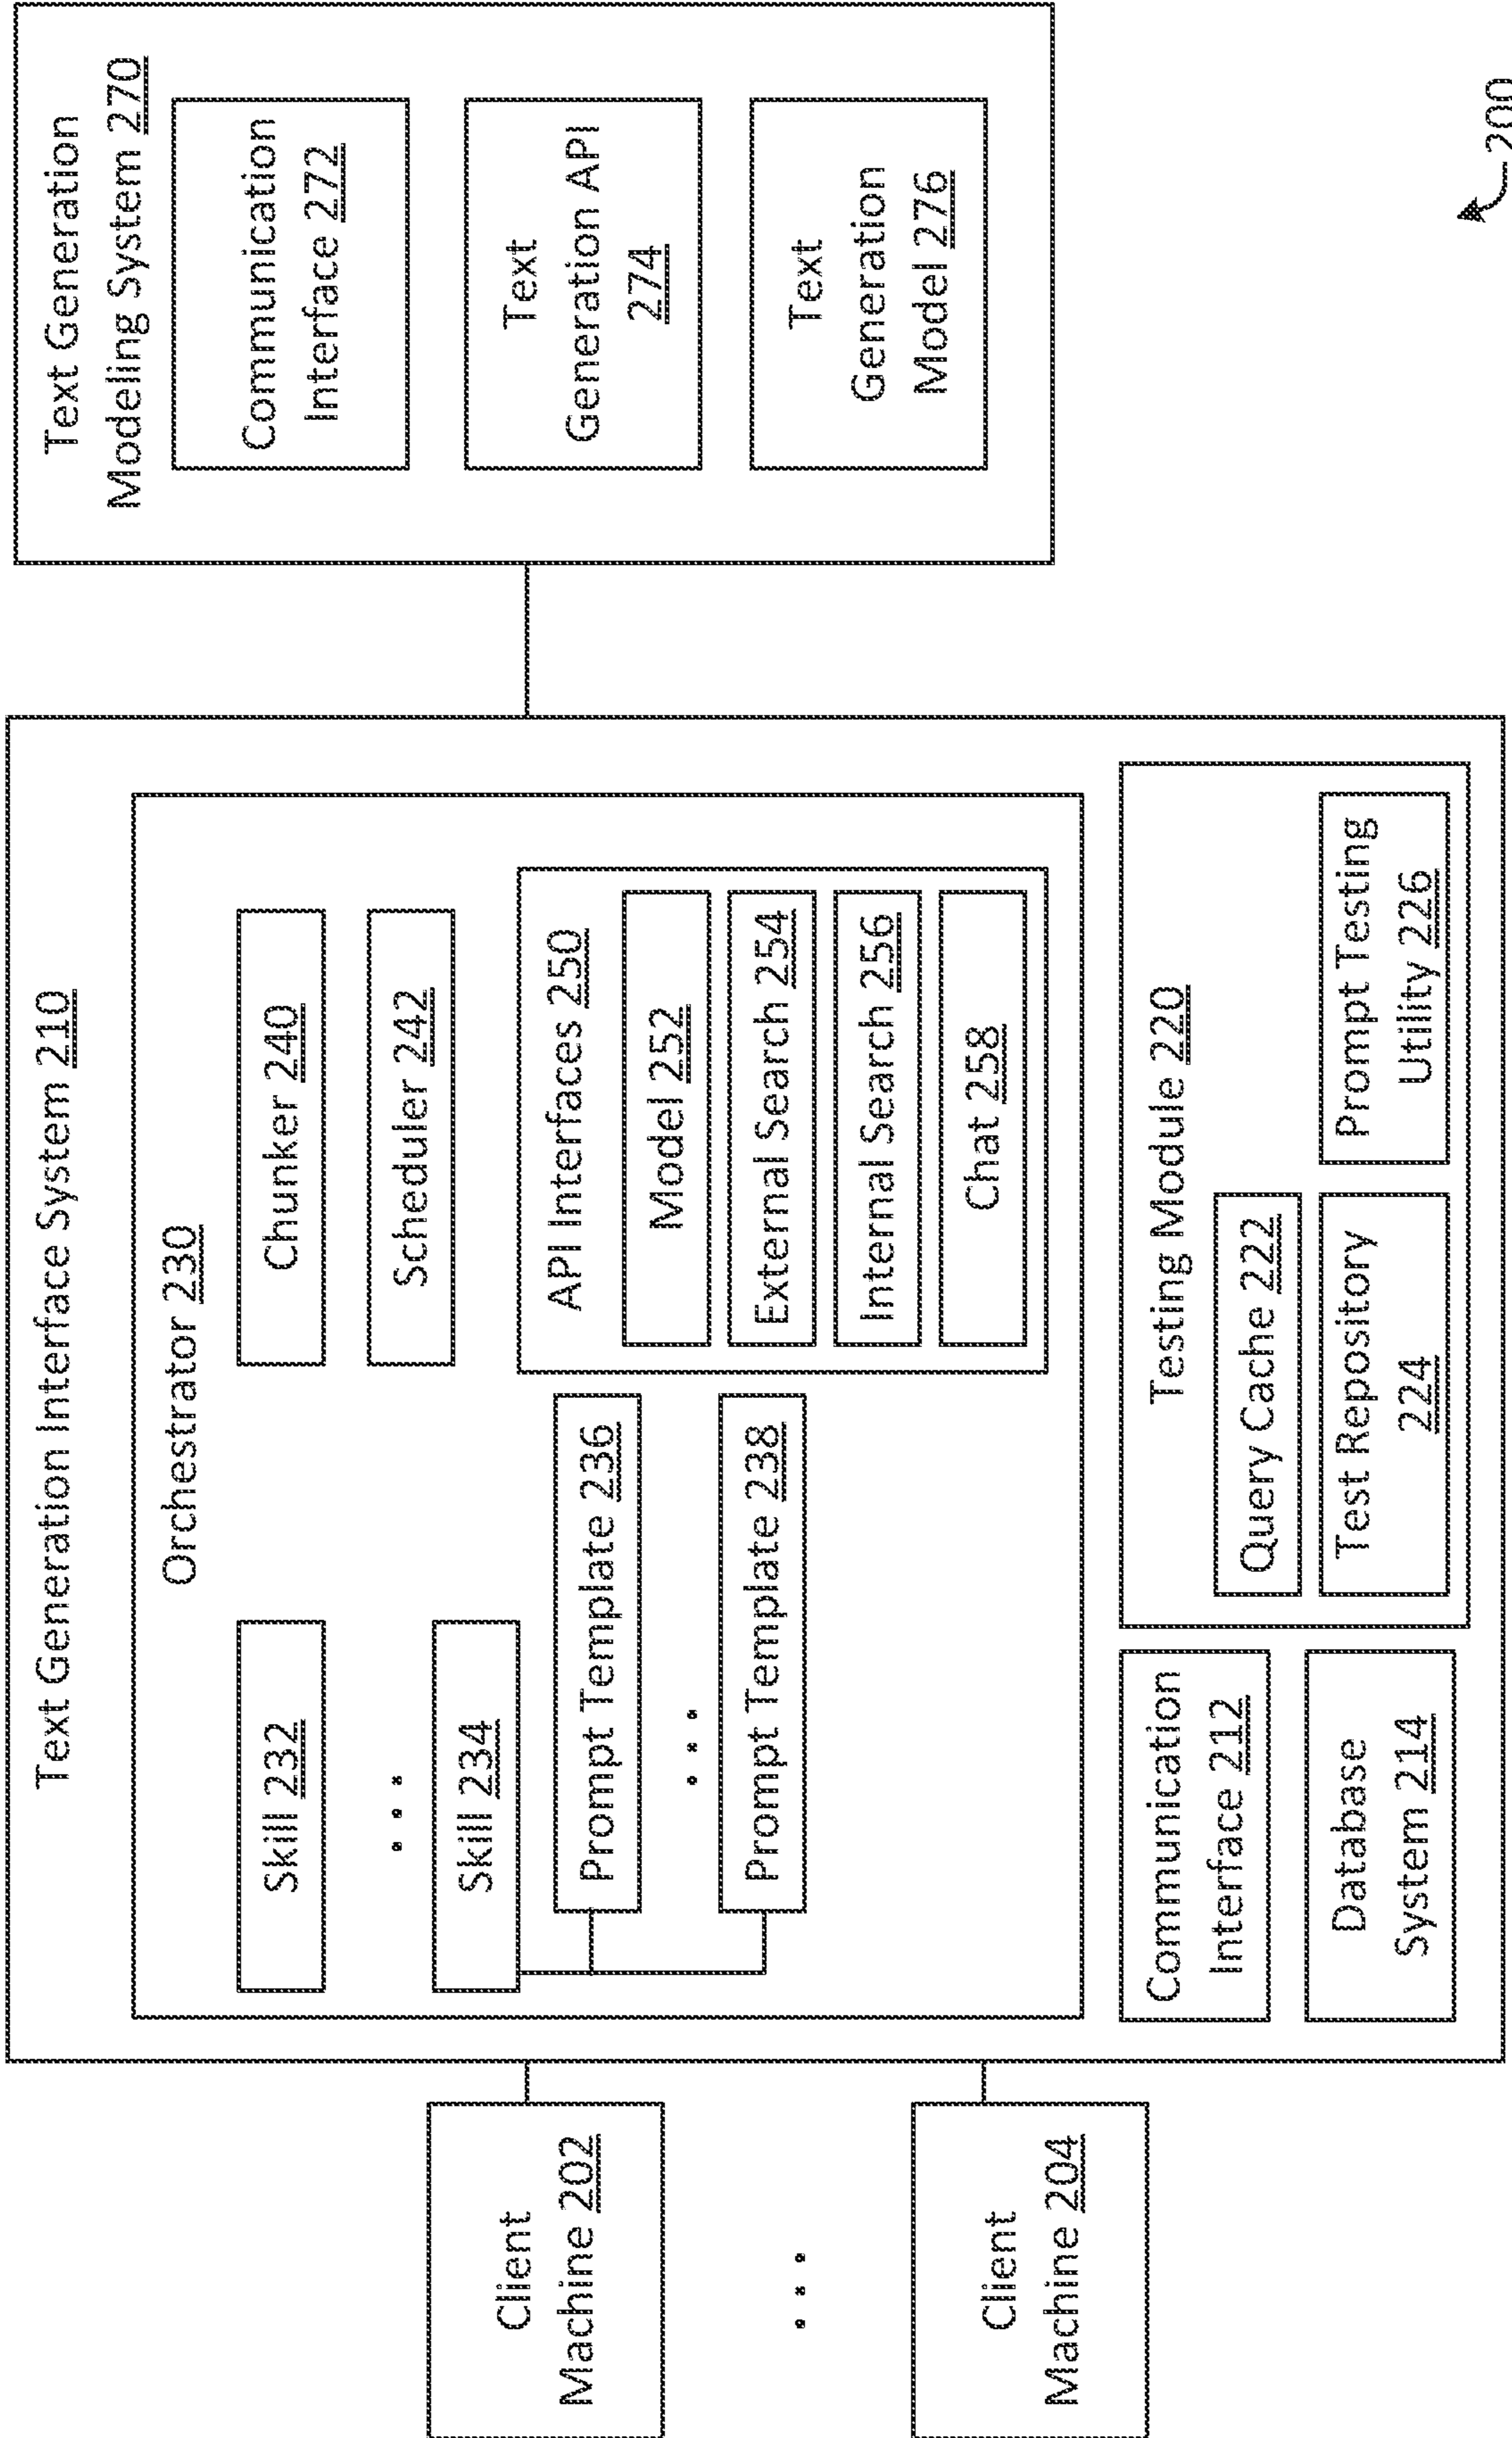 Client
Machine 202
. . .
Client
Machine 204
Text Generation Interface System 210
Orchestrator 230
Skill 232
. . .
Skill 234
Prompt Template 236
. . .
Prompt Template 238
Chunker 240
Scheduler 242
API Interfaces 250
Model 252
External Search 254
Internal Search 256
Chat 258
Communication
Interface 212
Database
System 214
Testing Module 220
Query Cache 222
Test Repository
224
Prompt Testing
Utility 226
Text Generation
Modeling System 270
Communication
Interface 272
Text
Generation API
274
Text
Generation
Model 276
200